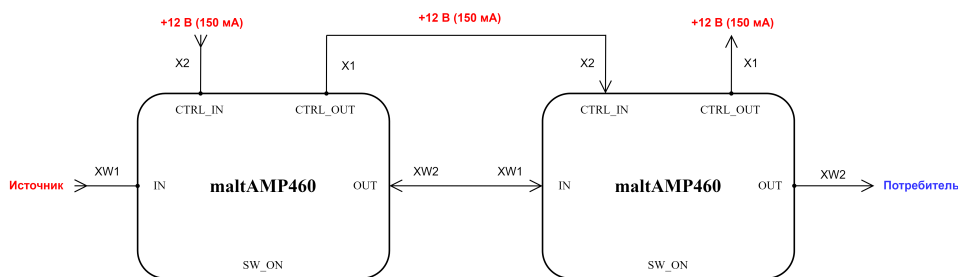 +12 В (150 мА)
+12 В (150 мА)
+12 В (150 мА)
X2
X1
X2
X1
CTRL_IN
CTRL_OUT
CTRL_IN
CTRL_OUT
XW1
XW2
XW1
XW2
Источник
IN
maltAMP460
OUT
IN
maltAMP460
OUT
Потребитель
SW_ON
SW_ON